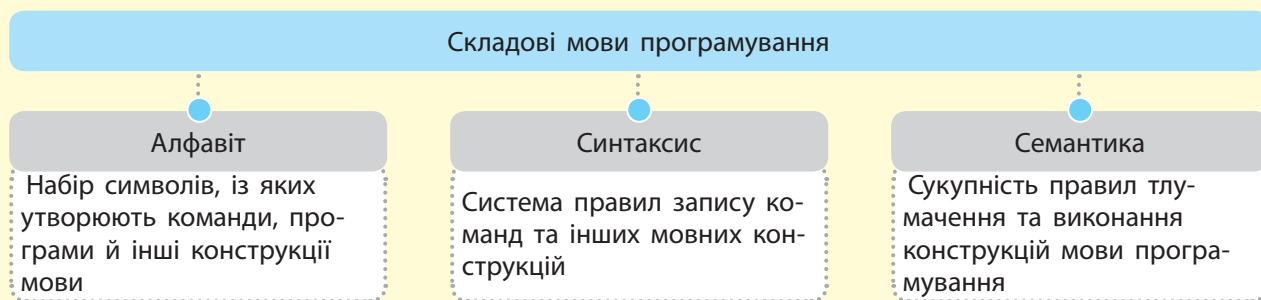 Складові мови програмування
Алфавіт
Набір символів, із яких
утворюють команди, про-
грами й інші конструкції
мови
Синтаксис
Система правил запису ко-
манд та інших мовних кон-
струкцій
Семантика
Сукупність правил тлу-
мачення та виконання
конструкцій мови програ-
мування